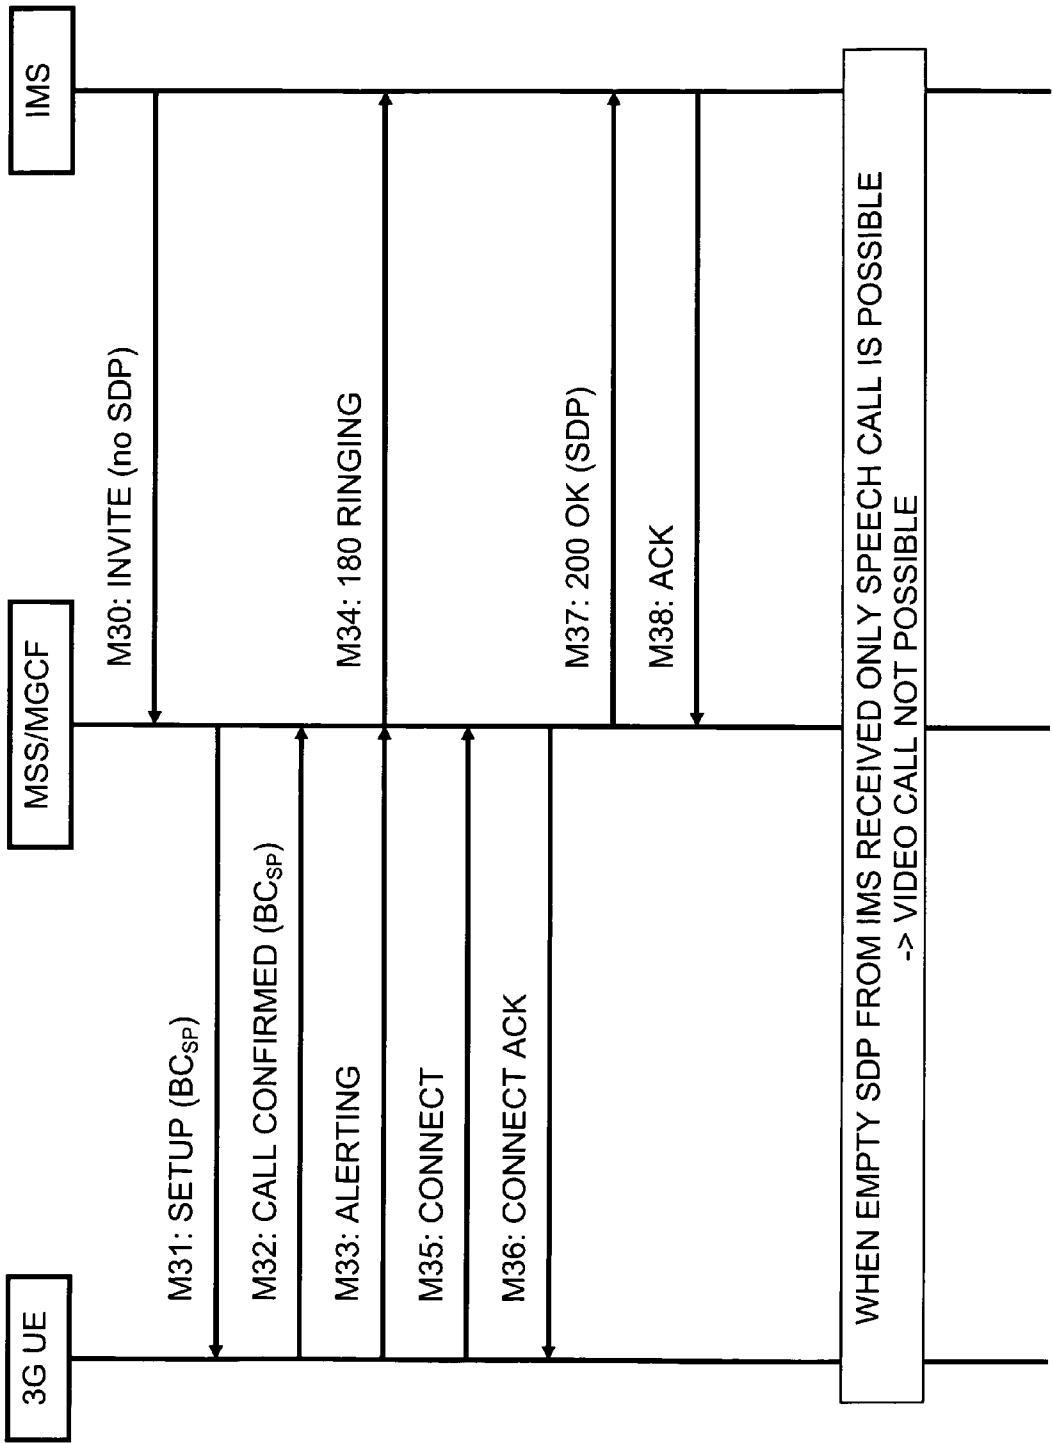 3G UE
MSS/MGCF
IMS
M30: INVITE (no SDP)
M31: SETUP (BCSP)
M32: CALL CONFIRMED (BCSP)
M33: ALERTING
M34: 180 RINGING
M35: CONNECT
M36: CONNECT ACK
M37: 200 OK (SDP)
M38: ACK
WHEN EMPTY SDP FROM IMS RECEIVED ONLY SPEECH CALL IS POSSIBLE
-> VIDEO CALL NOT POSSIBLE